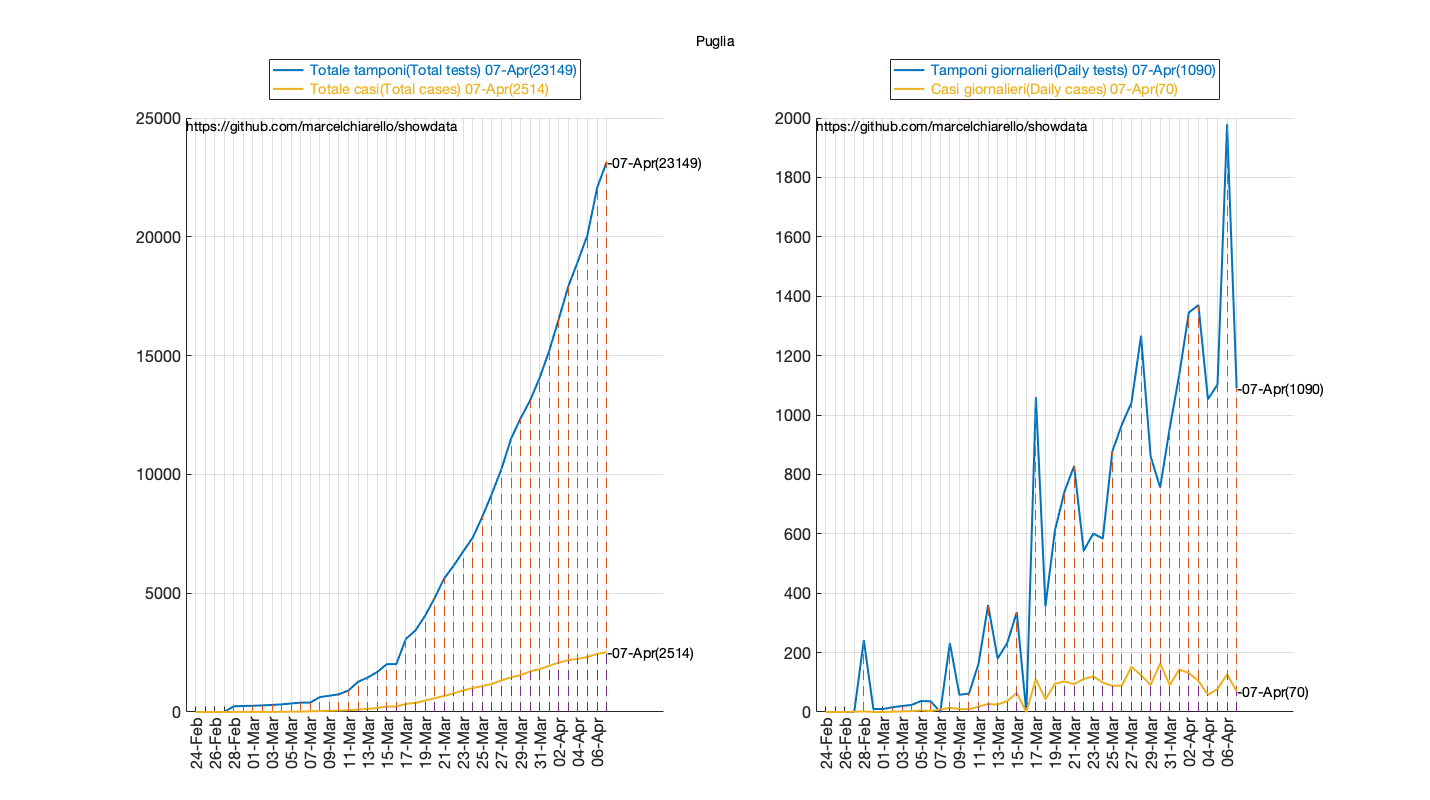 Puglia
Totale tamponi(Total tests) 07-Apr(23149)
Totale casi(Total cases) 07-Apr(2514)
25000
20000
15000
10000
5000
0
https://github.com/marcelchiarello/showdata
-07-Apr(23149)
-07-Apr(2514)
24-Feb
26-Feb
28-Feb
01-Mar
03-Mar
05-Mar
07-Mar
09-Mar
11-Mar
13-Mar
15-Mar
17-Mar
19-Mar
21-Mar
23-Mar
25-Mar
27-Mar
29-Mar
31-Mar
02-Apr
04-Apr
06-Apr
Tamponi giornalieri(Daily tests) 07-Apr(1090)
Casi giornalieri(Daily cases) 07-Apr(70)
2000
1800
1600
1400
1200
1000
800
600
400
200
0
https://github.com/marcelchiarello/showdata
-07-Apr(1090)
-07-Apr(70)
24-Feb
26-Feb
28-Feb
01-Mar
03-Mar
05-Mar
07-Mar
09-Mar
11-Mar
13-Mar
15-Mar
17-Mar
19-Mar
21-Mar
23-Mar
25-Mar
27-Mar
29-Mar
31-Mar
02-Apr
04-Apr
06-Apr